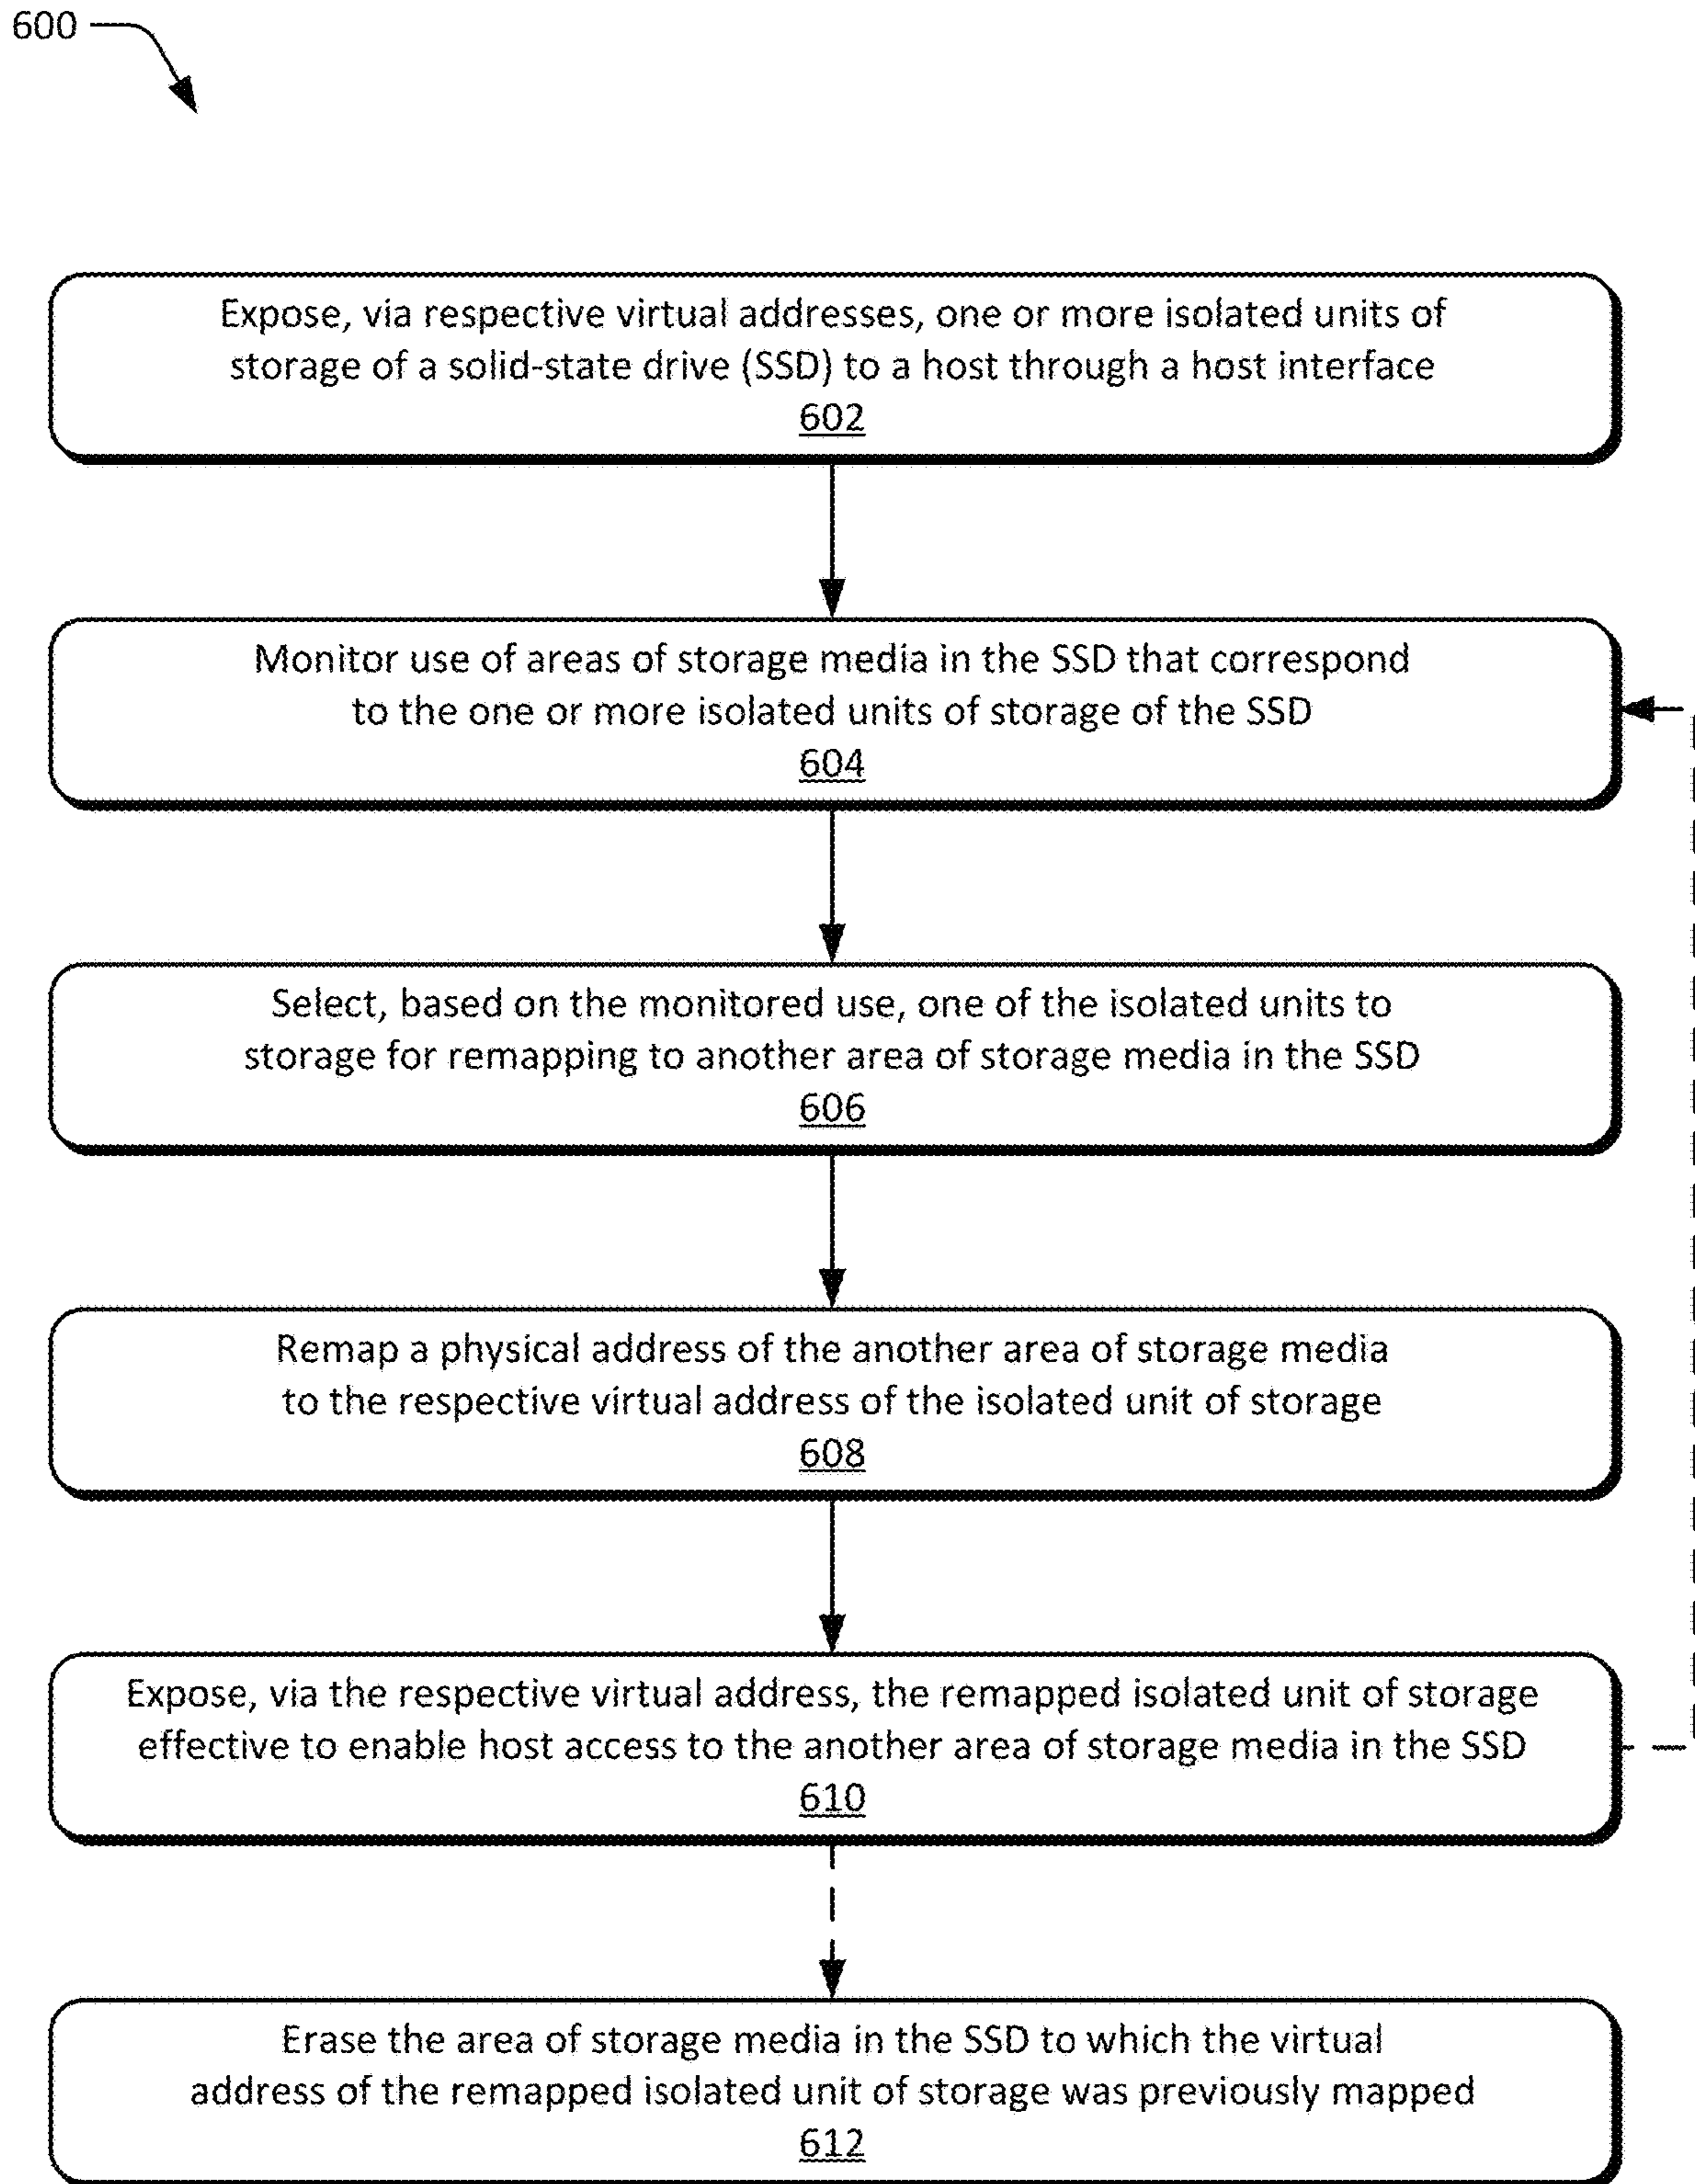 600
Expose, via respective virtual addresses, one or more isolated units of
storage of a solid-state drive (SSD) to a host through a host interface
602
Monitor use of areas of storage media in the SSD that correspond
to the one or more isolated units of storage of the SSD
604
Select, based on the monitored use, one of the isolated units to
storage for remapping to another area of storage media in the SSD
606
Remap a physical address of the another area of storage media
to the respective virtual address of the isolated unit of storage
608
Expose, via the respective virtual address, the remapped isolated unit of storage
effective to enable host access to the another area of storage media in the SSD
610
Erase the area of storage media in the SSD to which the virtual
address of the remapped isolated unit of storage was previously mapped
612